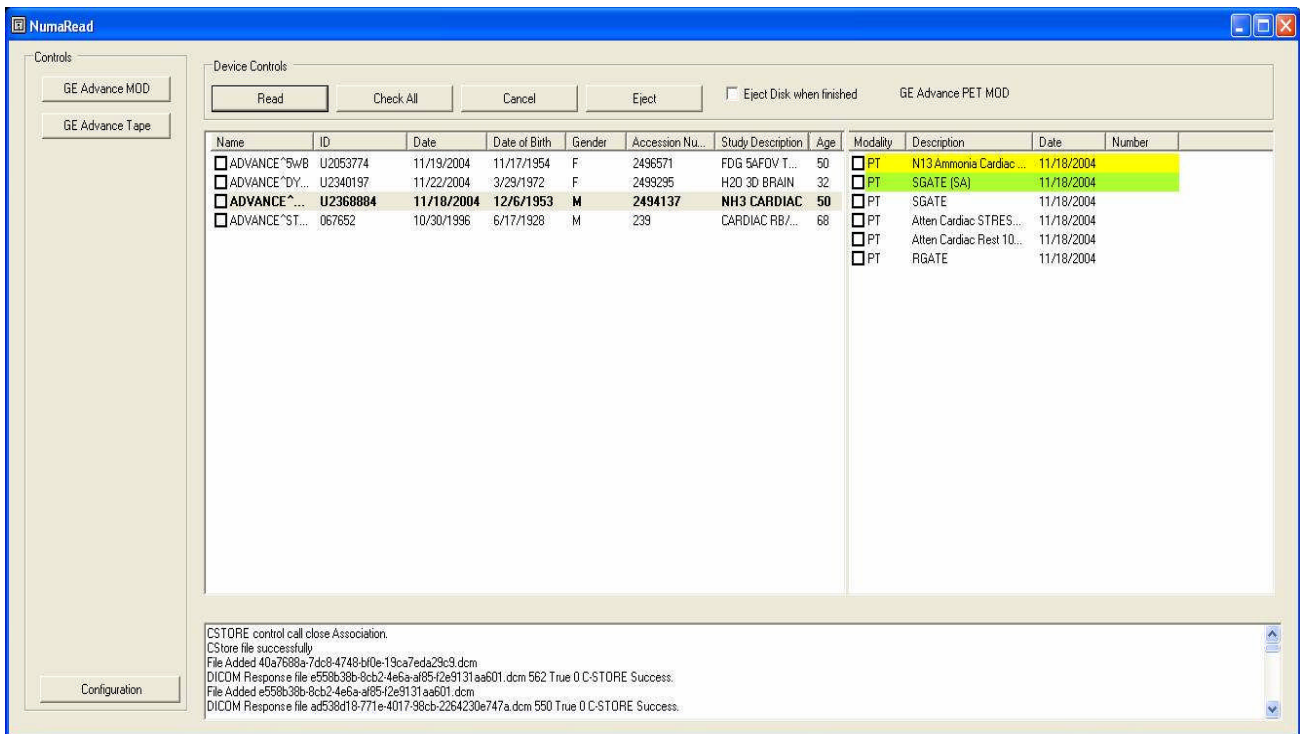 NumaRead
Controls
GE Advance MOD
GE Advance Tape
Configuration
Device Controls
Read Check All Cancel Eject Eject Disk when finished GE Advance PET MOD
Name ID Date Date of Birth Gender Accession Nu... Study Description Age
ADVANCE^5WB U2053774 11/19/2004 11/17/1954 F 2496571 FDG 5AFOV T... 50
ADVANCE^DY... U2340197 11/22/2004 3/29/1972 F 2499295 H20 3D BRAIN 32
ADVANCE^... U2368884 11/18/2004 12/6/1953 M 2494137 NH3 CARDIAC 50
ADVANCE^ST... 067652 10/30/1996 6/17/1928 M 239 CARDIAC RB/... 68
Modality Description Date Number
PT N13 Ammonia Cardiac ... 11/18/2004
PT SGATE (SA) 11/18/2004
PT SGATE 11/18/2004
PT Atten Cardiac STRES... 11/18/2004
PT Atten Cardiac Rest 10... 11/18/2004
PT RGATE 11/18/2004
CSTORE control call close Association.
CStore file successfully
File Added 40a7688a-7dc8-4748-bf0e-19ca7eda29c9.dcm
DICOM Response file e558b38b-8cb2-4e6a-af85-f2e9131aa601.dcm 562 True 0 C-STORE Success.
File Added e558b38b-8cb2-4e6a-af85-f2e9131aa601.dcm
DICOM Response file ad538d18-771e-4017-98cb-2264230e747a.dcm 550 True 0 C-STORE Success.